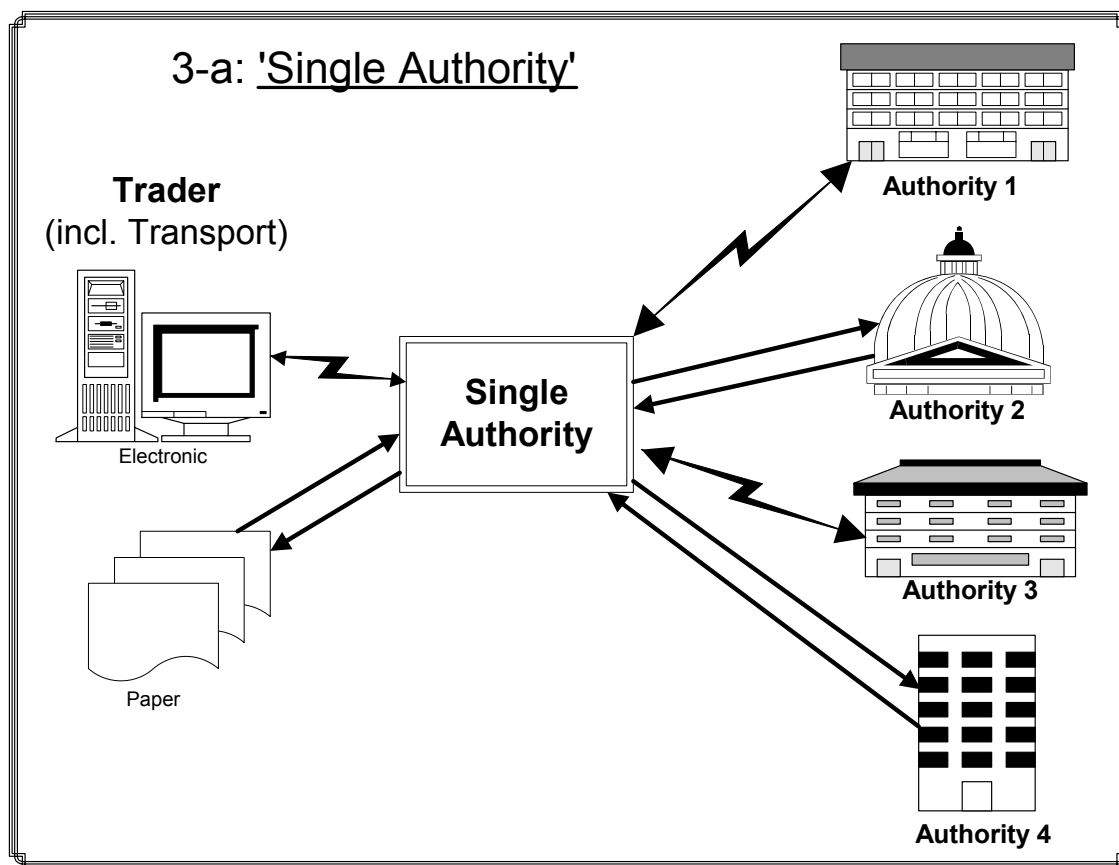 3-a: 'Single Authority'
Trader
(incl. Transport)
Electronic
Paper
Single
Authority
Authority 1
Authority 2
Authority 3
Authority 4